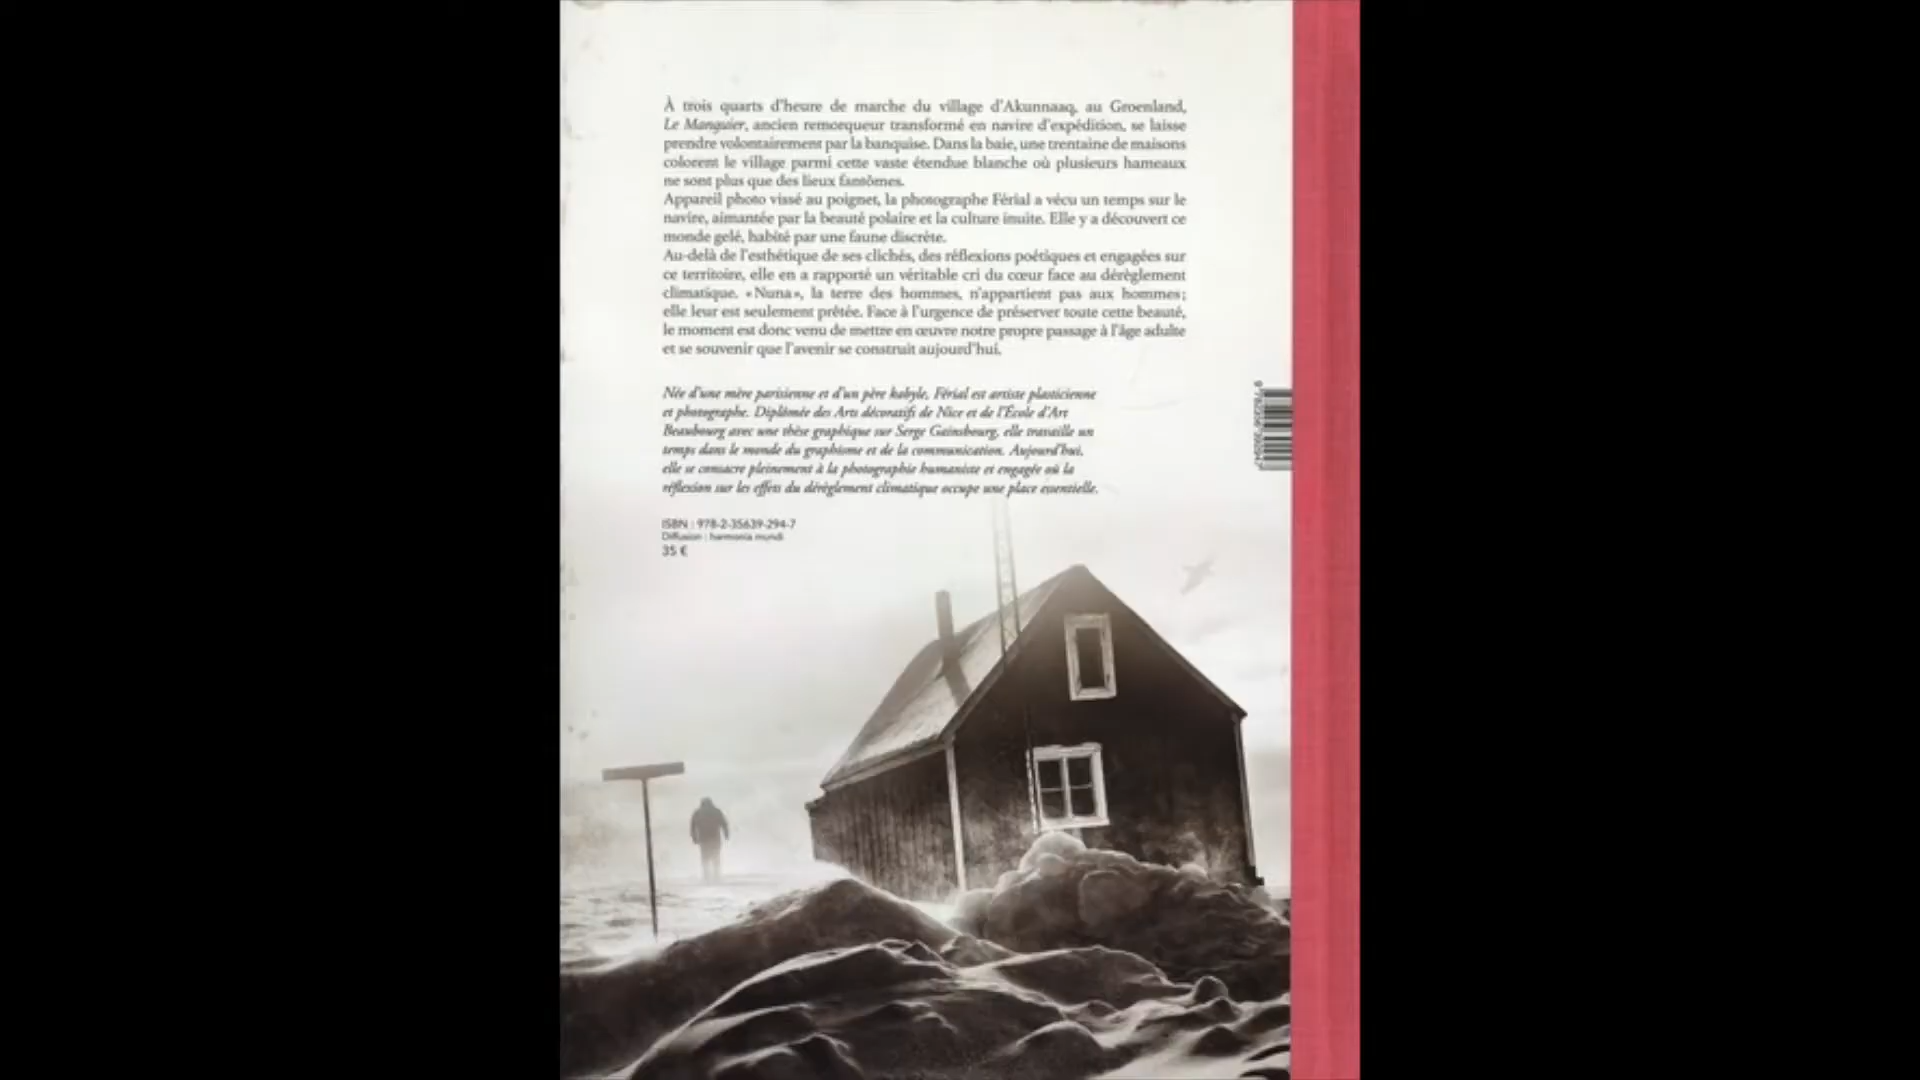 À trois quarts d'heure de marche du village d'Akunnaaq, au Groenland,
Le Manguier, ancien remorqueur transformé en navire d'expédition, se laisse
prendre volontairement par la banquise. Dans la baie, une trentaine de maisons
colorent le village parmi cette vaste étendue blanche où plusieurs hameaux
ne sont plus que des lieux fantômes.
Appareil photo vissé au poignet, la photographe Férial a vécu un temps sur le
navire, aimantée par la beauté polaire et la culture inuite. Elle y a découvert ce
monde gelé, habité par une faune discrète.
Au-delà de l'esthétique de ses clichés, des réflexions poétiques et engagées sur
ce territoire, elle en a rapporté un véritable cri du cœur face au dérèglement
climatique. «Nuna», la terre des hommes, n'appartient pas aux hommes;
elle leur est seulement prêtée. Face à l'urgence de préserver toute cette beauté,
le moment est donc venu de mettre en œuvre notre propre passage à l'âge adulte
et se souvenir que l'avenir se construit aujourd'hui.
Née d'une mère parisienne et d'un père kabyle, Férial est artiste plasticienne
et photographe. Diplômée des Arts décoratifs de Nice et de l'École d'Art
Beaubourg avec une thèse graphique sur Serge Gainsbourg, elle travaille un
temps dans le monde du graphisme et de la communication. Aujourd'hui,
elle se consacre pleinement à la photographie humaniste et engagée où la
réflexion sur les effets du dérèglement climatique occupe une place essentielle.
ISBN : 978-2-35639-294-7
Diffusion : harmonia mundi
35 €